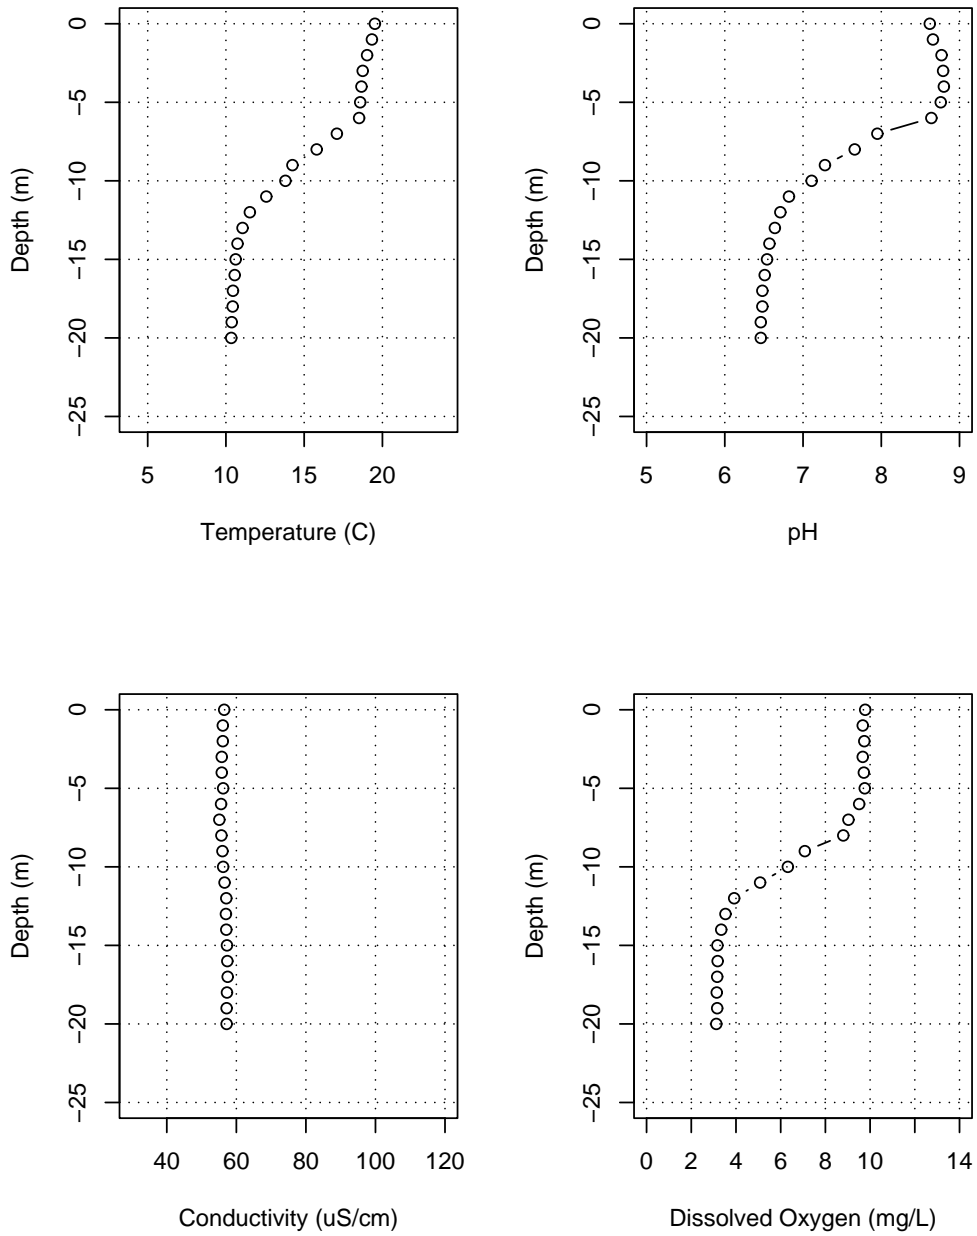 0
−5
−10
−15
−20
−25
Depth (m)
5 10 15 20
Temperature (C)
0
−5
−10
−15
−20
−25
Depth (m)
5 6 7 8 9
pH
0
−5
−10
−15
−20
−25
Depth (m)
40 60 80 100 120
Conductivity (uS/cm)
0
−5
−10
−15
−20
−25
Depth (m)
0 2 4 6 8 10 14
Dissolved Oxygen (mg/L)